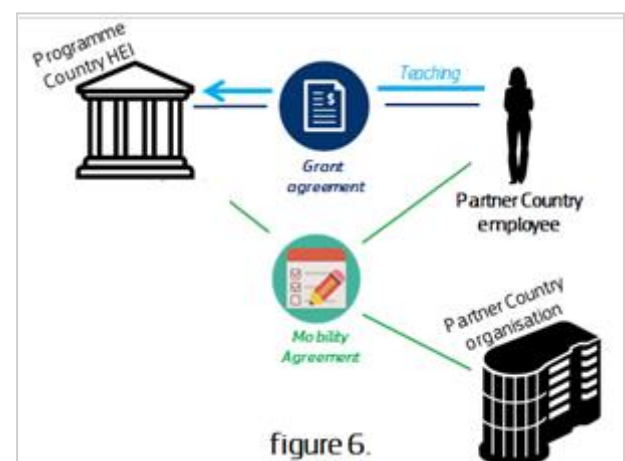 Programme
Country HEI
Teaching
Grant
agreement
Partner Country
employee
Mobility
Agreement
Partner Country
organisation
figure 6.